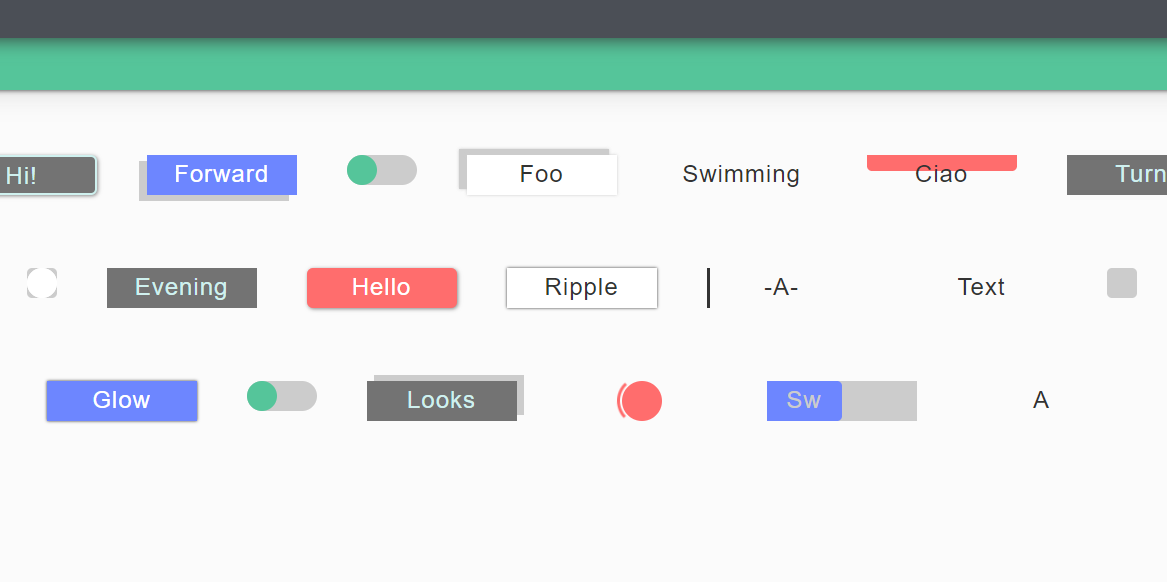 Hi! Forward Foo Swimming Ciao Turn
Evening Hello Ripple -A- Text
Glow Looks Sw A